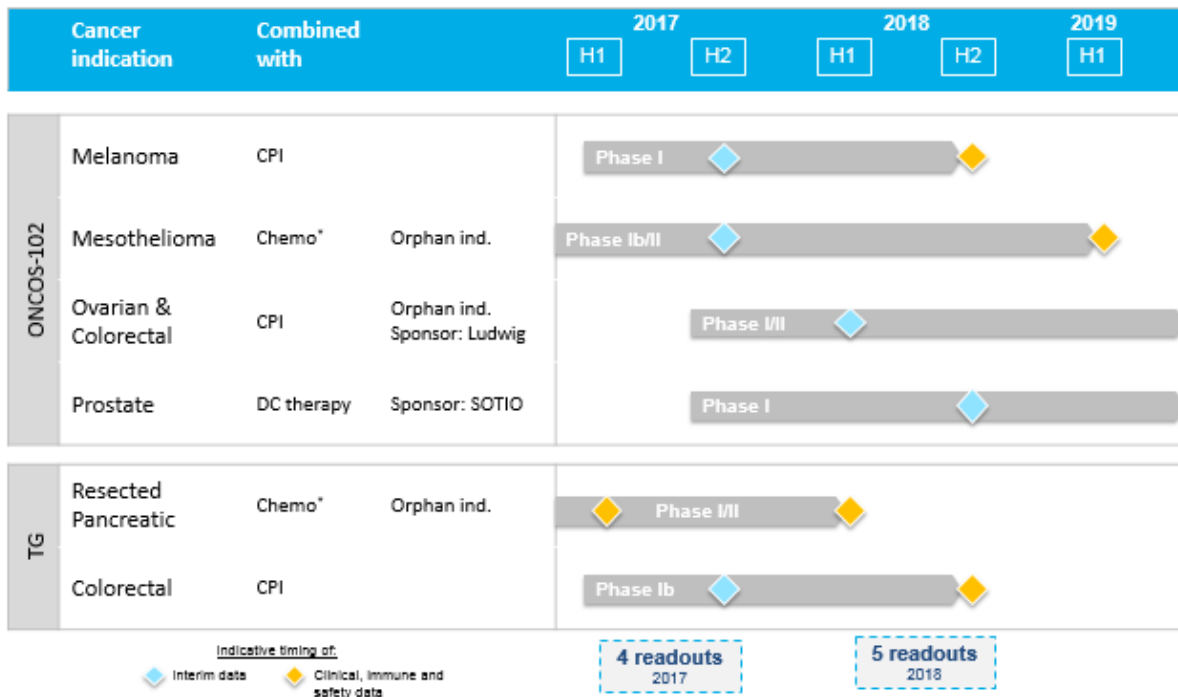 Cancer indication
Combined with
2017
2018
2019
H1
H2
H1
H2
H1
ONCOS-102
Melanoma
CPI
Phase I
Mesothelioma
Chemo*
Orphan ind.
Phase Ib/II
Ovarian &
Colorectal
CPI
Orphan ind.
Sponsor: Ludwig
Phase I/II
Prostate
DC therapy
Sponsor: SOTIO
Phase I
TG
Resected
Pancreatic
Chemo*
Orphan ind.
Phase I/II
Colorectal
CPI
Phase Ib
Indicative timing of:
Interim data
Clinical, immune and
safety data
4 readouts
2017
5 readouts
2018